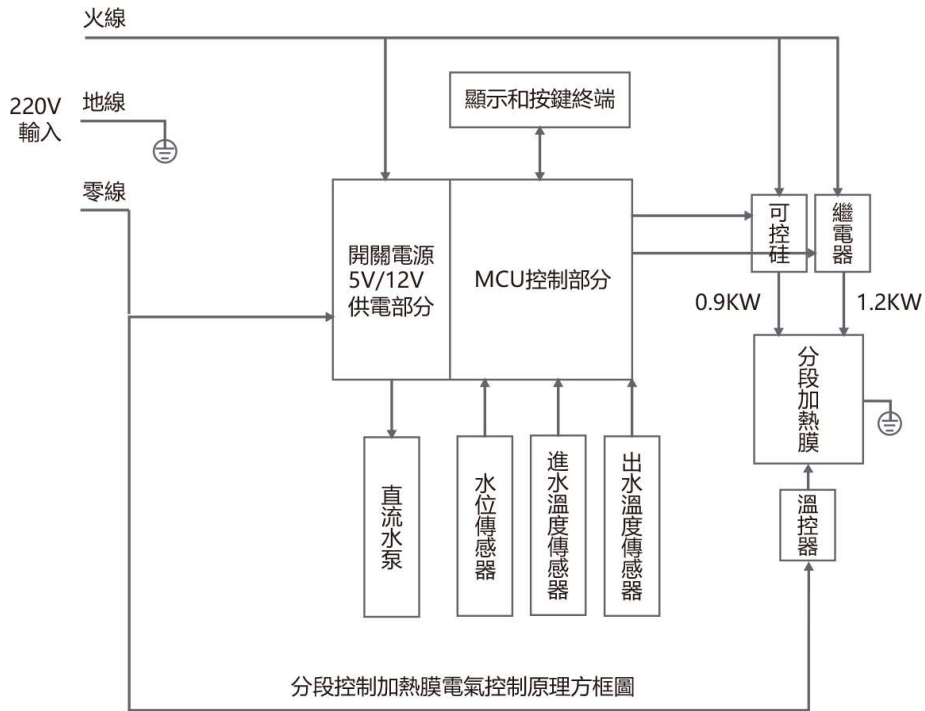 火線
220V
輸入
地線
零線
顯示和按鍵終端
開關電源
5V/12V
供電部分
MCU控制部分
可控硅
繼電器
0.9KW
1.2KW
分段加熱膜
直流水泵
水位傳感器
進水溫度傳感器
出水溫度傳感器
溫控器
分段控制加熱膜電氣控制原理方框圖